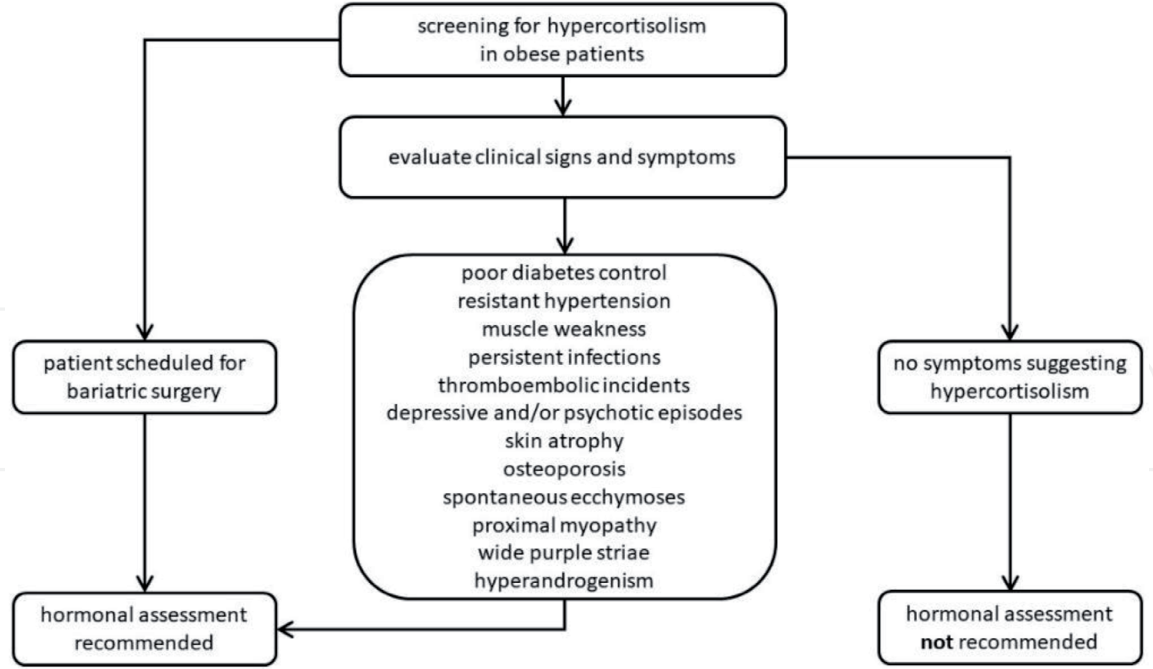 screening for hypercortisolism
in obese patients
evaluate clinical signs and symptoms
poor diabetes control
resistant hypertension
muscle weakness
persistent infections
thromboembolic incidents
depressive and/or psychotic episodes
skin atrophy
osteoporosis
spontaneous ecchymoses
proximal myopathy
wide purple striae
hyperandrogenism
patient scheduled for
bariatric surgery
no symptoms suggesting
hypercortisolism
hormonal assessment
recommended
hormonal assessment
not recommended